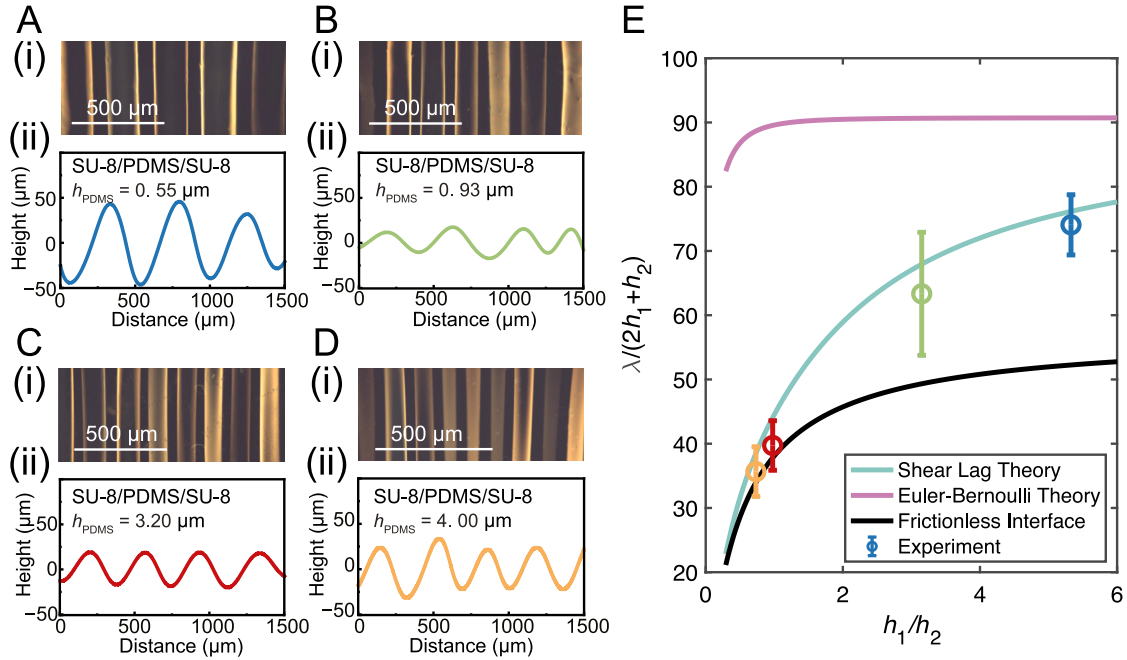 A
(i)
500 µm
(ii)
SU-8/PDMS/SU-8
hPDMS = 0. 55 µm
Height (µm)
50
0
−50
0 500 1000 1500
Distance (µm)
B
(i)
500 µm
(ii)
SU-8/PDMS/SU-8
hPDMS = 0. 93 µm
Height (µm)
50
0
−50
0 500 1000 1500
Distance (µm)
C
(i)
500 µm
(ii)
SU-8/PDMS/SU-8
hPDMS = 3.20 µm
Height (µm)
50
0
−50
0 500 1000 1500
Distance (µm)
D
(i)
500 µm
(ii)
SU-8/PDMS/SU-8
hPDMS = 4. 00 µm
Height (µm)
50
0
−50
0 500 1000 1500
Distance (µm)
E
λ/(2h1+h2)
100
90
80
70
60
50
40
30
20
0 2 4 6
h1/h2
Shear Lag Theory
Euler-Bernoulli Theory
Frictionless Interface
Experiment